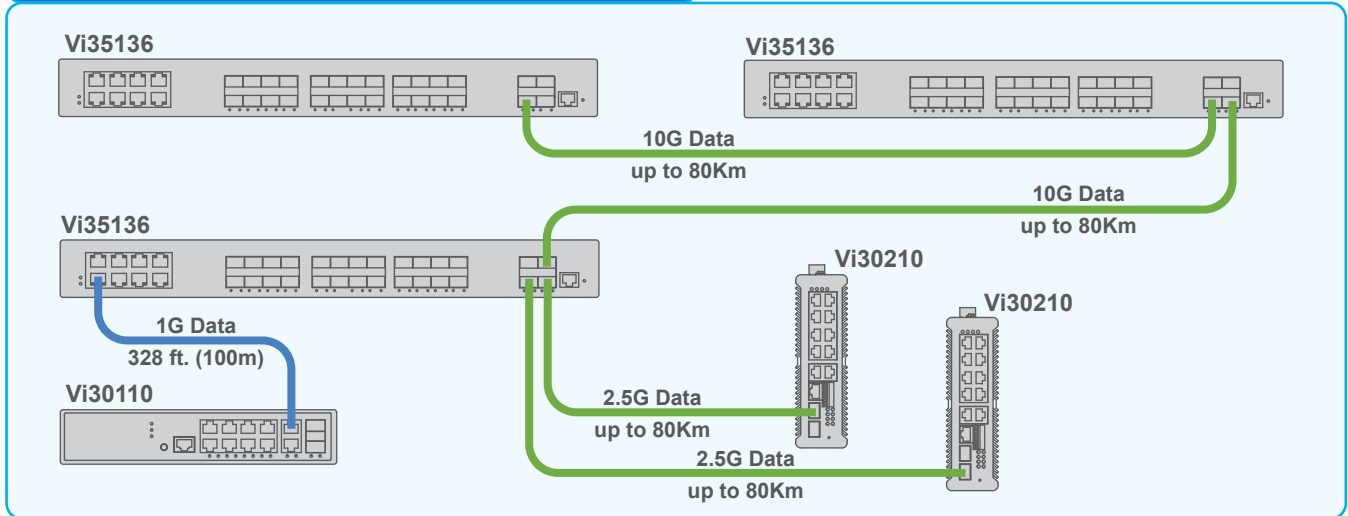 Vi35136
Vi35136
10G Data
up to 80Km
10G Data
up to 80Km
Vi35136
Vi30210
Vi30210
1G Data
328 ft. (100m)
Vi30110
2.5G Data
up to 80Km
2.5G Data
up to 80Km